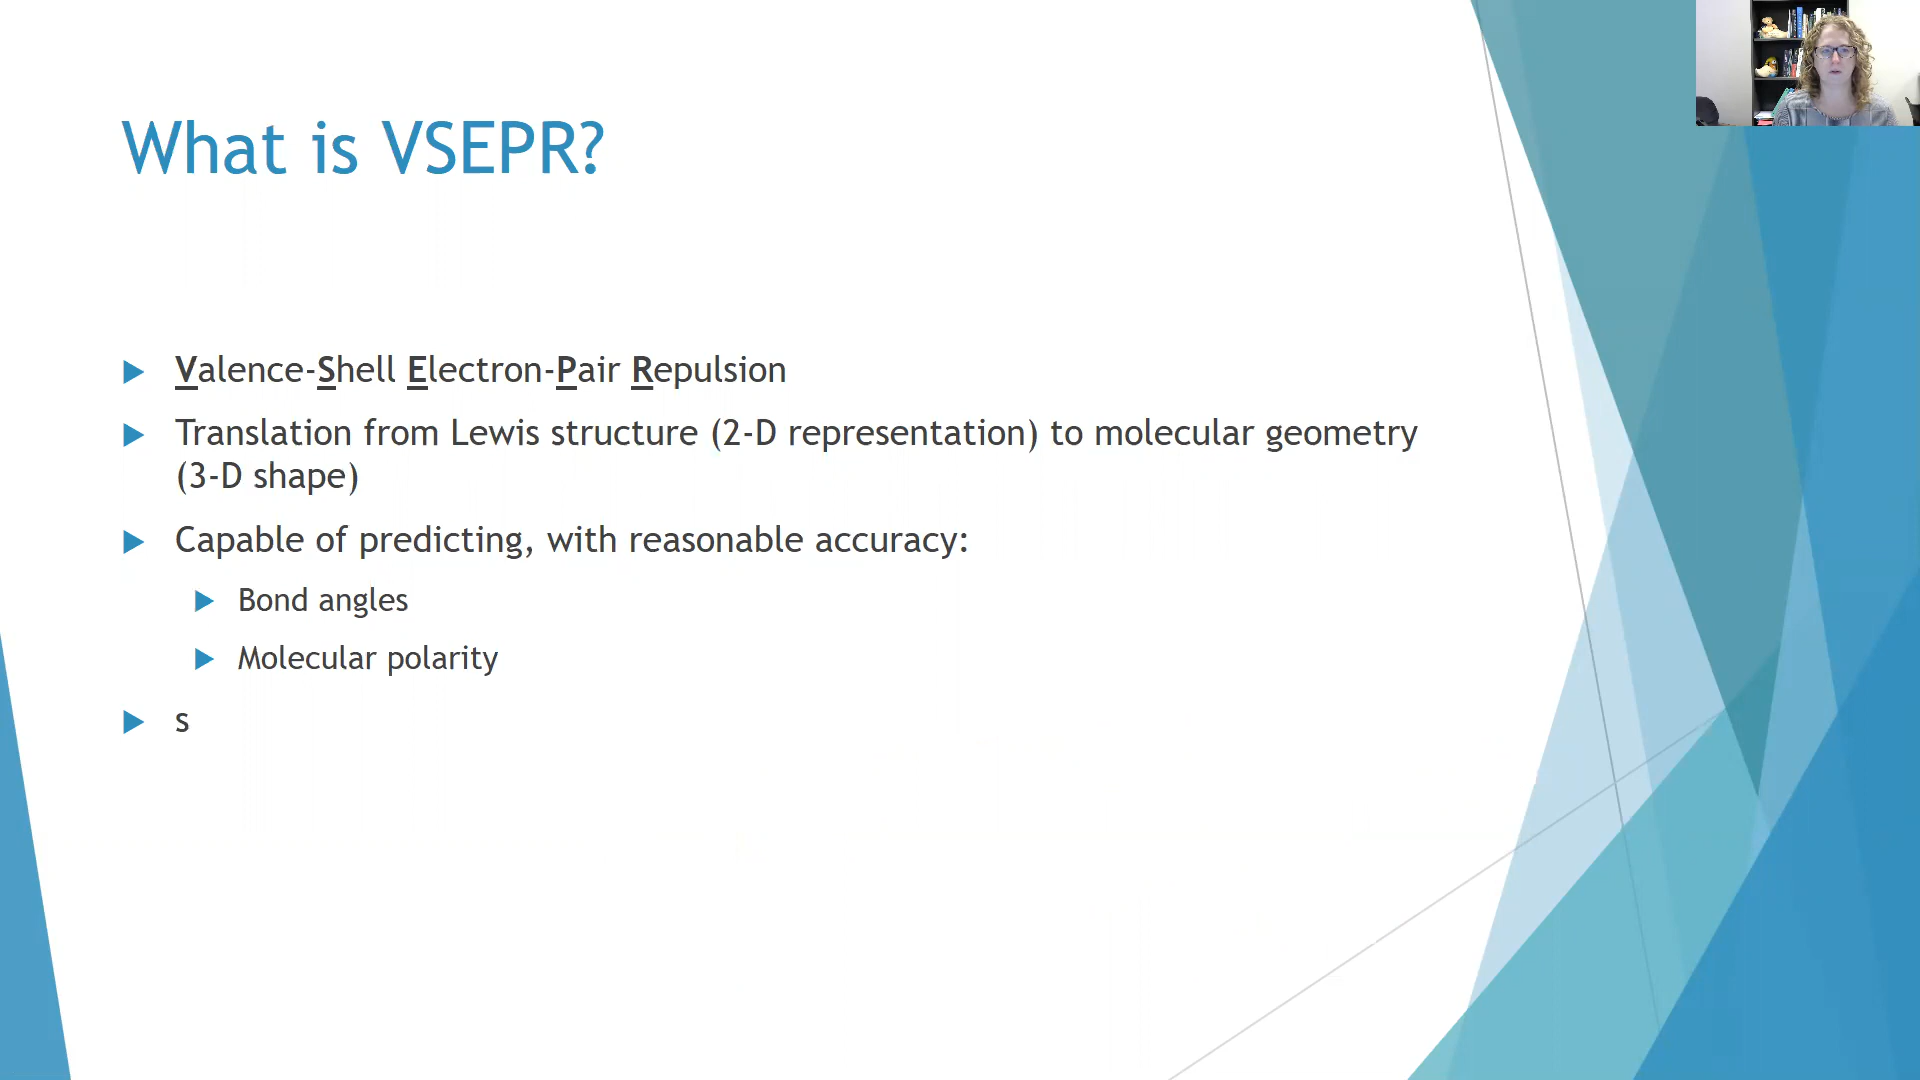 What is VSEPR?
Valence-Shell Electron-Pair Repulsion
Translation from Lewis structure (2-D representation) to molecular geometry
(3-D shape)
Capable of predicting, with reasonable accuracy:
Bond angles
Molecular polarity
s